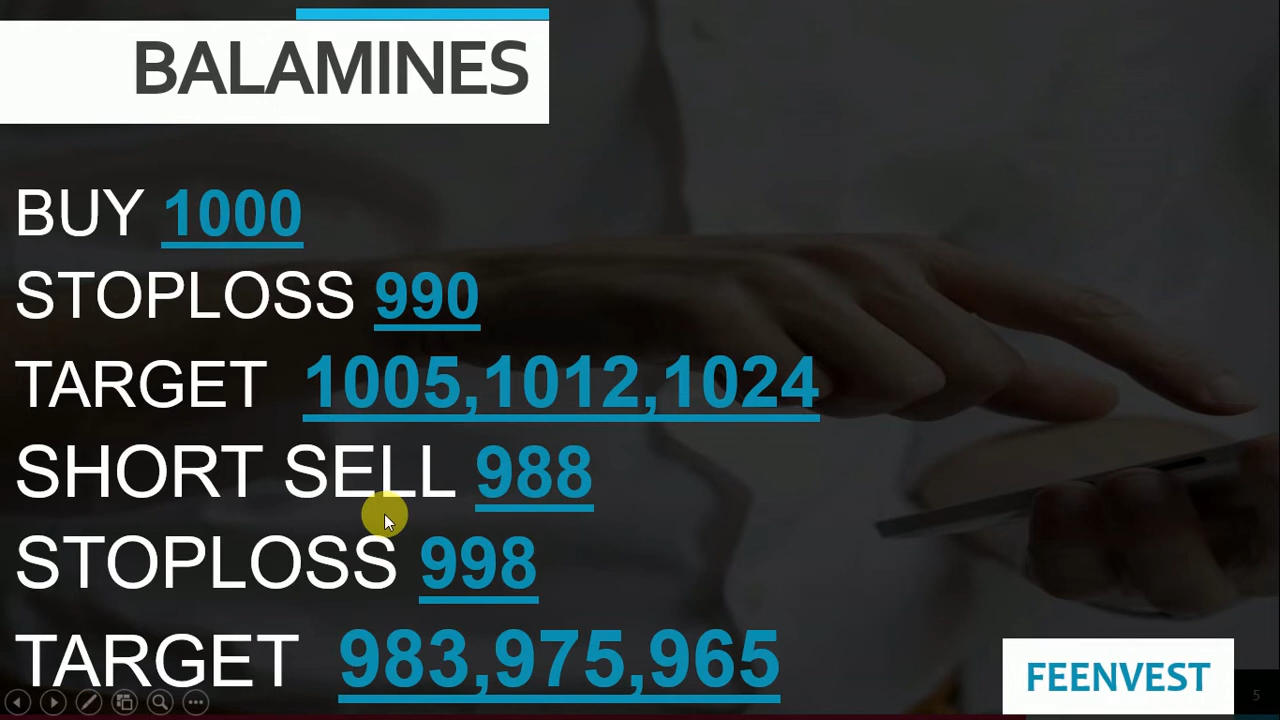 BALAMINES
BUY 1000
STOPLOSS 990
TARGET 1005,1012,1024
SHORT SELL 988
STOPLOSS 998
TARGET 983,975,965
FEENVEST
5